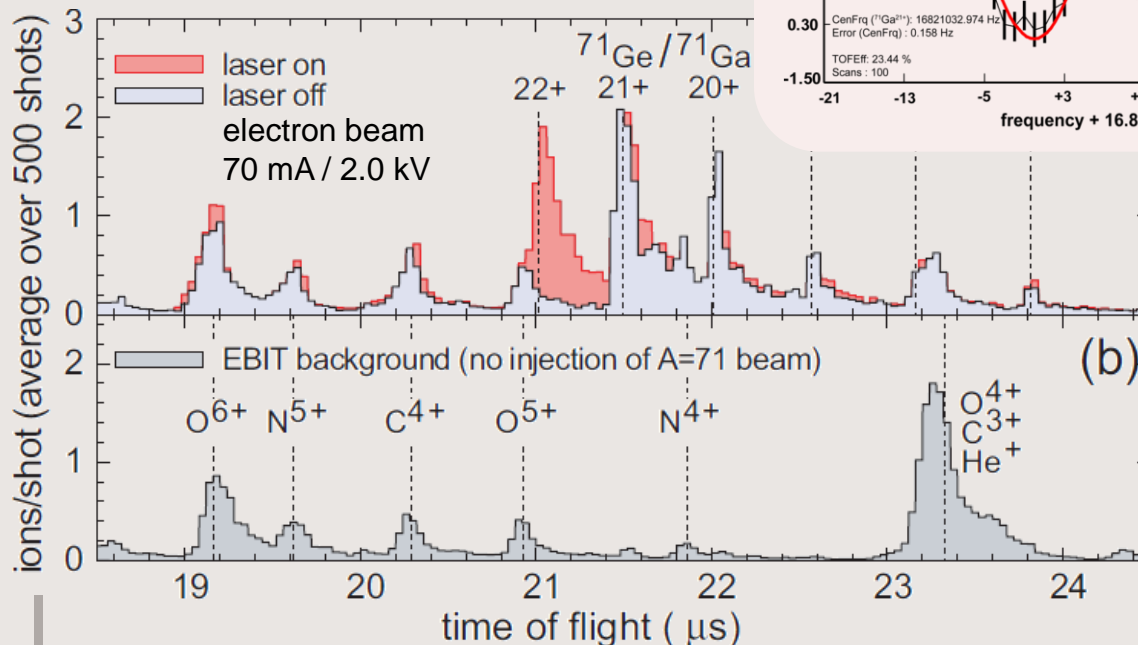 ions/shot (average over 500 shots)
3
2
1
0
laser on
laser off
electron beam
70 mA / 2.0 kV
71Ge/71Ga
22+ 21+ 20+
0.30
-1.50
CenFrq (⁷¹Ga²¹⁺): 16821032.974 Hz
Error (CenFrq) : 0.158 Hz
TOFEff: 23.44 %
Scans : 100
-21 -13 -5 +3
frequency + 16.8
2
1
0
EBIT background (no injection of A=71 beam)
(b)
O⁶⁺ N⁵⁺ C⁴⁺ O⁵⁺ N⁴⁺
O⁴⁺
C³⁺
He⁺
19 20 21 22 23 24
time of flight ( μs)